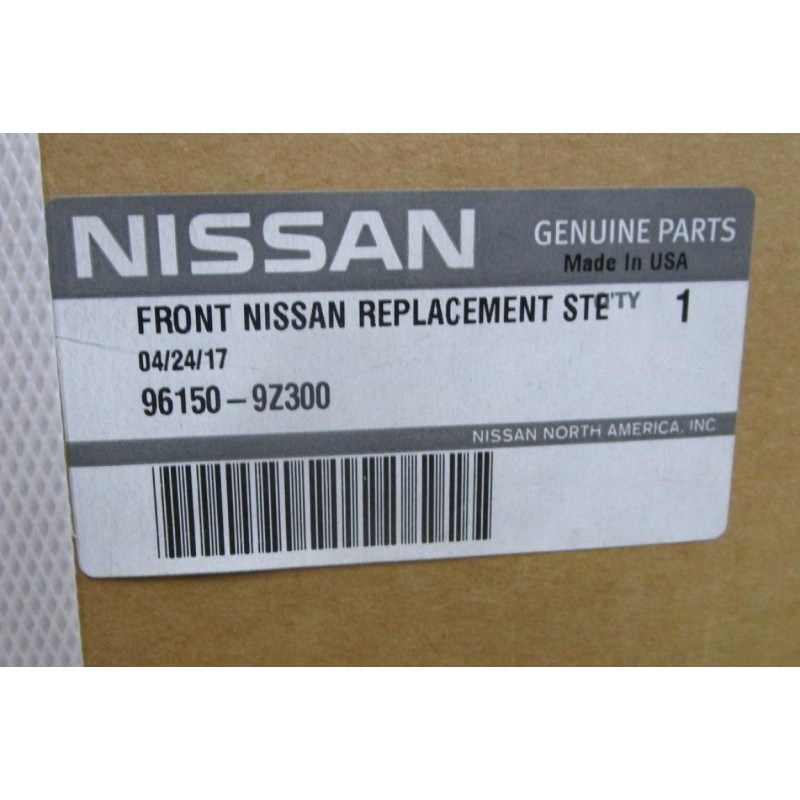 NISSAN GENUINE PARTS
Made In USA
FRONT NISSAN REPLACEMENT STE 'TY 1
04/24/17
96150-9Z300
NISSAN NORTH AMERICA, INC